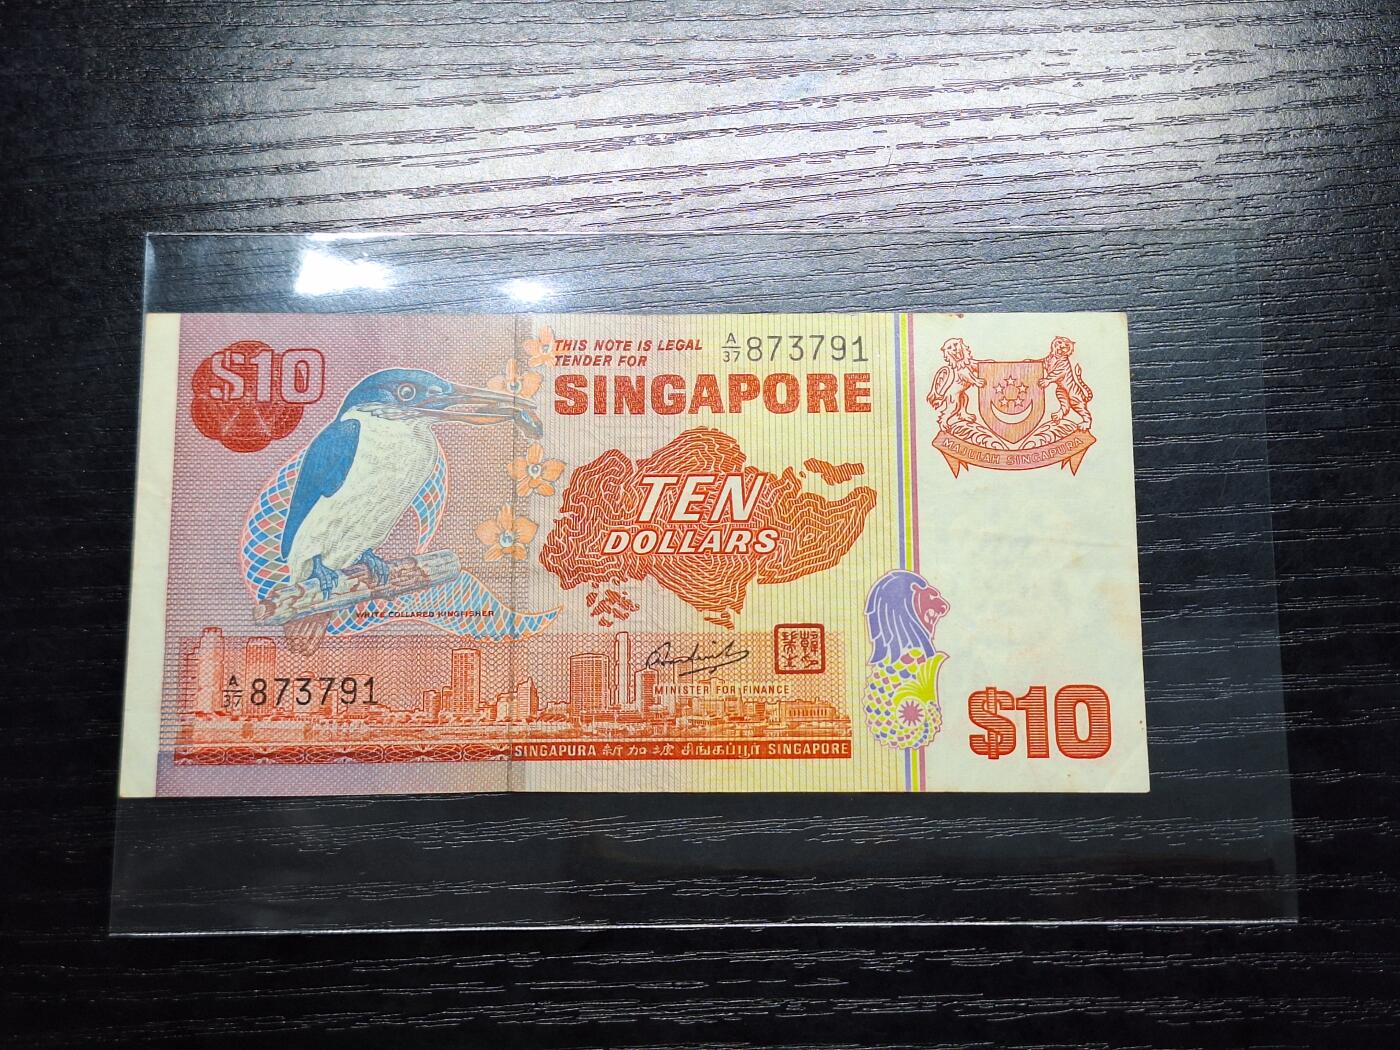 $10
THIS NOTE IS LEGAL
TENDER FOR
A/37 873791
SINGAPORE
TEN
DOLLARS
MAJULAH SINGAPURA
WHITE COLLARED KINGFISHER
A/37 873791
MINISTER FOR FINANCE
SINGAPURA 新加坡 சிங்கப்பூர் SINGAPORE
$10